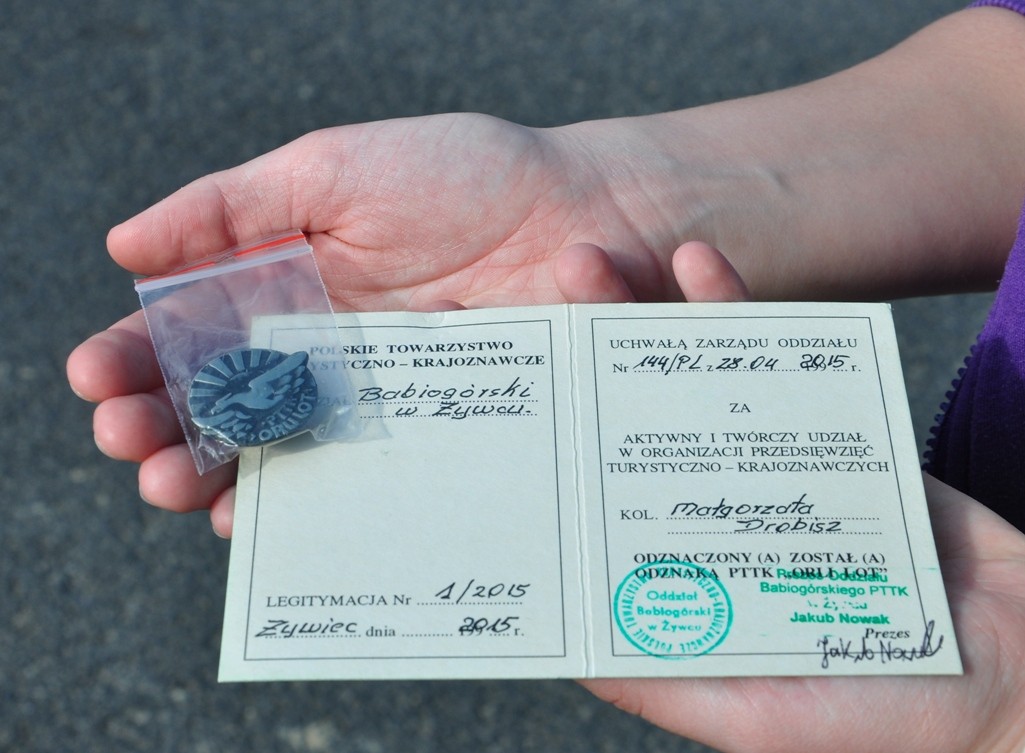 POLSKIE TOWARZYSTWO
TURYSTYCZNO – KRAJOZNAWCZE
Babiogórski
w Żywcu.
LEGITYMACJA Nr 1/2015
Żywiec dnia 2015 r.
ORLI LOT
UCHWAŁĄ ZARZĄDU ODDZIAŁU
Nr 144/PL z 28.04 2015 r.
ZA
AKTYWNY I TWÓRCZY UDZIAŁ
W ORGANIZACJI PRZEDSIĘWZIĘĆ
TURYSTYCZNO – KRAJOZNAWCZYCH
KOL. Małgorzata
Drobisz
ODZNACZONY (A) ZOSTAŁ (A)
ODZNAKĄ PTTK „ORLI LOT”
Oddział
Babiogórski
w Żywcu
Prezes Oddziału
Babiogórskiego PTTK
w Żywcu
Jakub Nowak
Prezes
Jakub Nowak